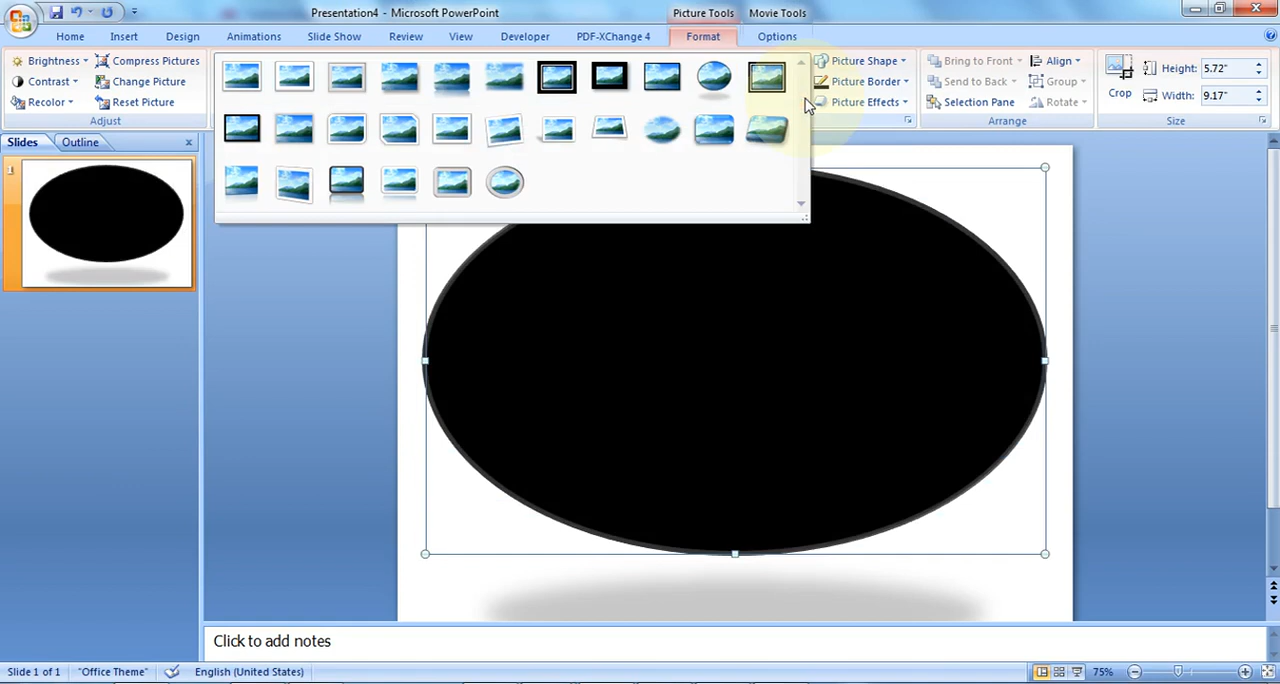 Presentation4 - Microsoft PowerPoint
Picture Tools
Movie Tools
Home
Insert
Design
Animations
Slide Show
Review
View
Developer
PDF-XChange 4
Format
Options
Brightness
Compress Pictures
Contrast
Change Picture
Recolor
Reset Picture
Adjust
Picture Shape
Picture Border
Picture Effects
Bring to Front
Send to Back
Selection Pane
Align
Group
Rotate
Arrange
Crop
Height: 5.72"
Width: 9.17"
Size
Slides
Outline
1
Click to add notes
Slide 1 of 1
"Office Theme"
English (United States)
75%